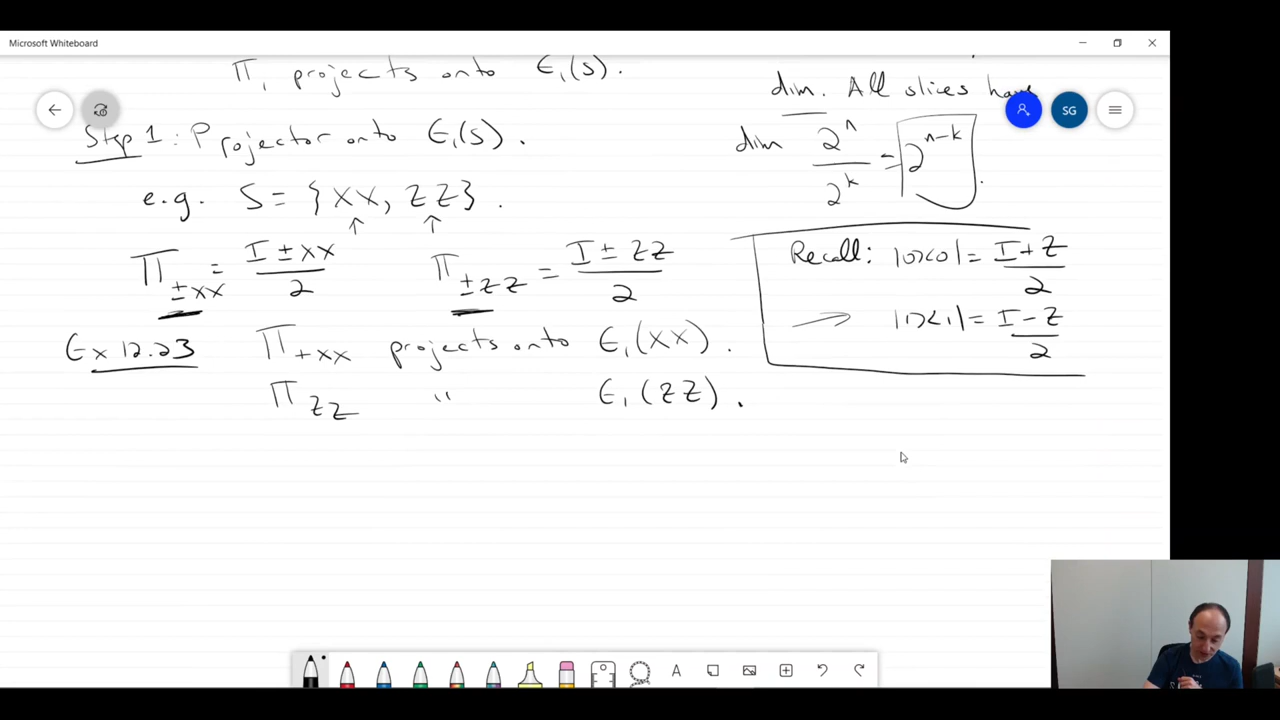 Microsoft Whiteboard
Π₁ projects onto E₁(S).
Step 1: Projector onto E₁(S).
e.g. S = {XX, ZZ}.
↑ ↑
Π±XX = (I ± XX)/2 Π±ZZ = (I ± ZZ)/2
Ex 12.23 Π+XX projects onto E₁(XX).
ΠZZ " E₁(ZZ).
dim. All slices have
dim 2ⁿ/2ᵏ = 2ⁿ⁻ᵏ.
Recall: |0><0| = (I+Z)/2
→ |1><1| = (I−Z)/2
SG
A